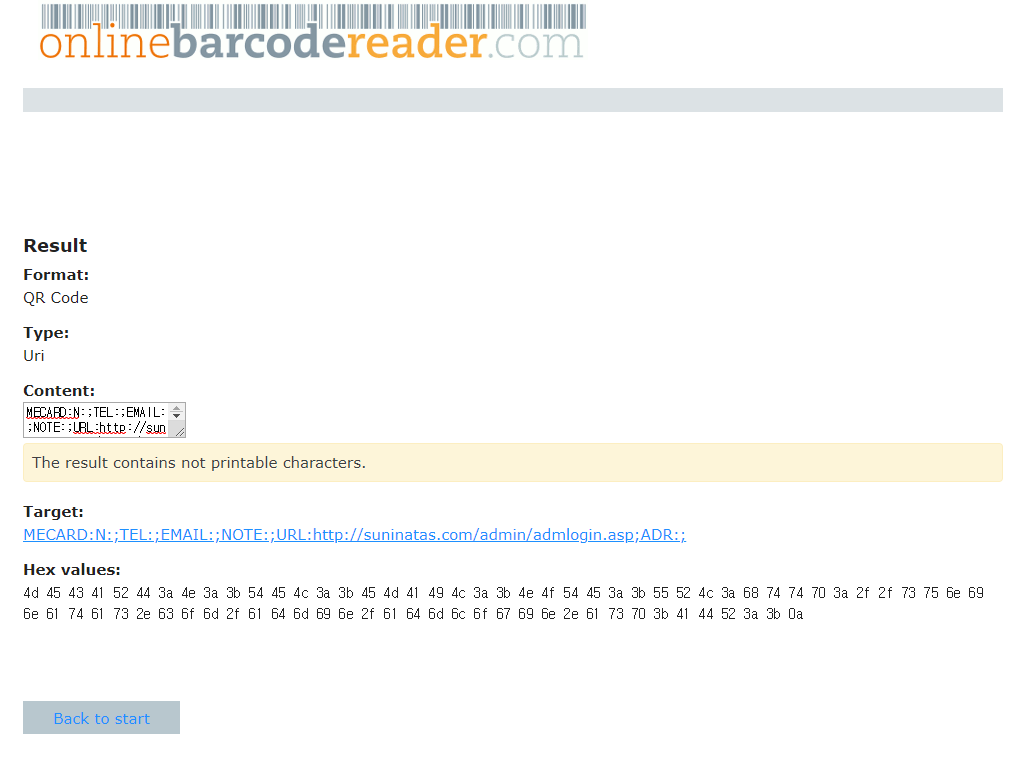 onlinebarcodereader.com
Result
Format:
QR Code
Type:
Uri
Content:
MECARD:N:;TEL:;EMAIL:
;NOTE:;URL:http://sun
The result contains not printable characters.
Target:
MECARD:N:;TEL:;EMAIL:;NOTE:;URL:http://suninatas.com/admin/admlogin.asp;ADR:;
Hex values:
4d 45 43 41 52 44 3a 4e 3a 3b 54 45 4c 3a 3b 45 4d 41 49 4c 3a 3b 4e 4f 54 45 3a 3b 55 52 4c 3a 68 74 74 70 3a 2f 2f 73 75 6e 69
6e 61 74 61 73 2e 63 6f 6d 2f 61 64 6d 69 6e 2f 61 64 6d 6c 6f 67 69 6e 2e 61 73 70 3b 41 44 52 3a 3b 0a
Back to start